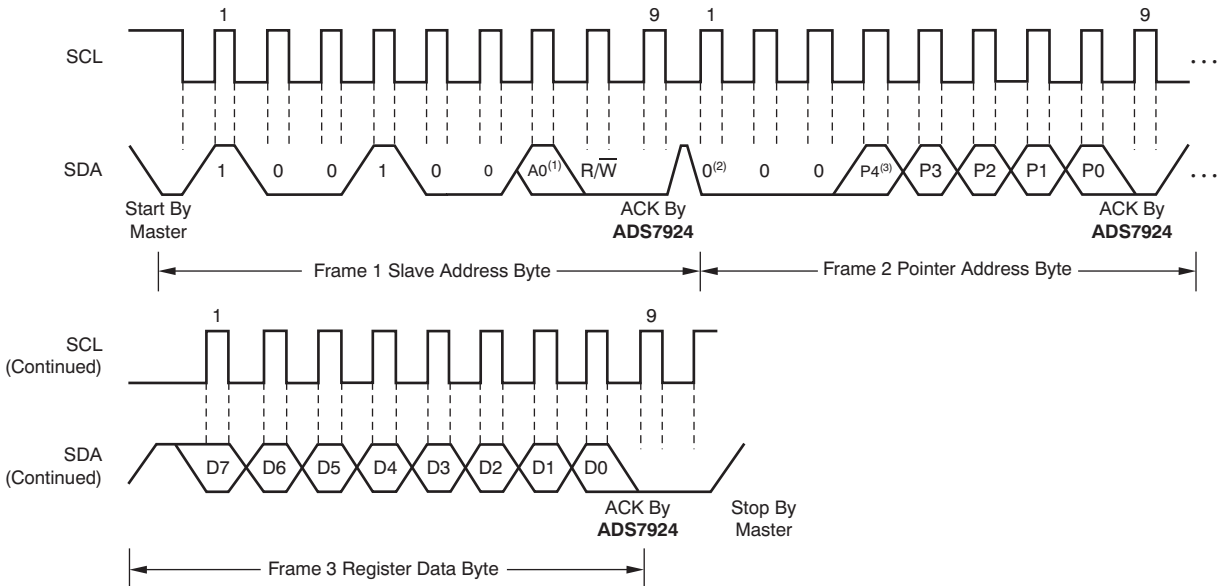 1 9 1 9
SCL
...
SDA
1 0 0 1 0 0 A0(1) R/W̅ 0(2) 0 0 P4(3) P3 P2 P1 P0
...
Start By
Master
ACK By
ADS7924
ACK By
ADS7924
Frame 1 Slave Address Byte
Frame 2 Pointer Address Byte
1 9
SCL
(Continued)
SDA
(Continued)
D7 D6 D5 D4 D3 D2 D1 D0
ACK By
ADS7924
Stop By
Master
Frame 3 Register Data Byte